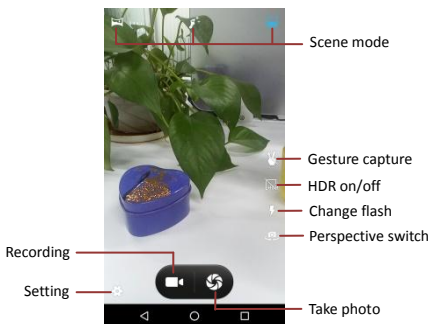 Scene mode
Gesture capture
HDR on/off
Change flash
Perspective switch
Recording
Setting
Take photo